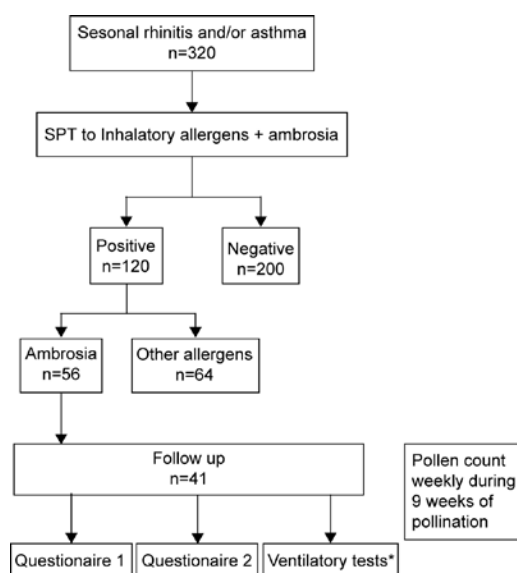 Sesonal rhinitis and/or asthma
n=320
SPT to Inhalatory allergens + ambrosia
Positive
n=120
Negative
n=200
Ambrosia
n=56
Other allergens
n=64
Follow up
n=41
Pollen count
weekly during
9 weeks of
pollination
Questionaire 1
Questionaire 2
Ventilatory tests*